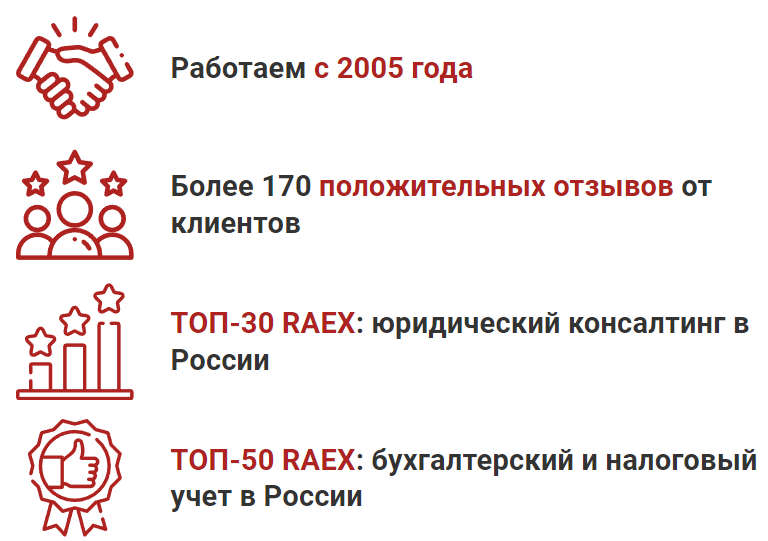 Работаем с 2005 года
Более 170 положительных отзывов от
клиентов
ТОП-30 RAEX: юридический консалтинг в
России
ТОП-50 RAEX: бухгалтерский и налоговый
учет в России